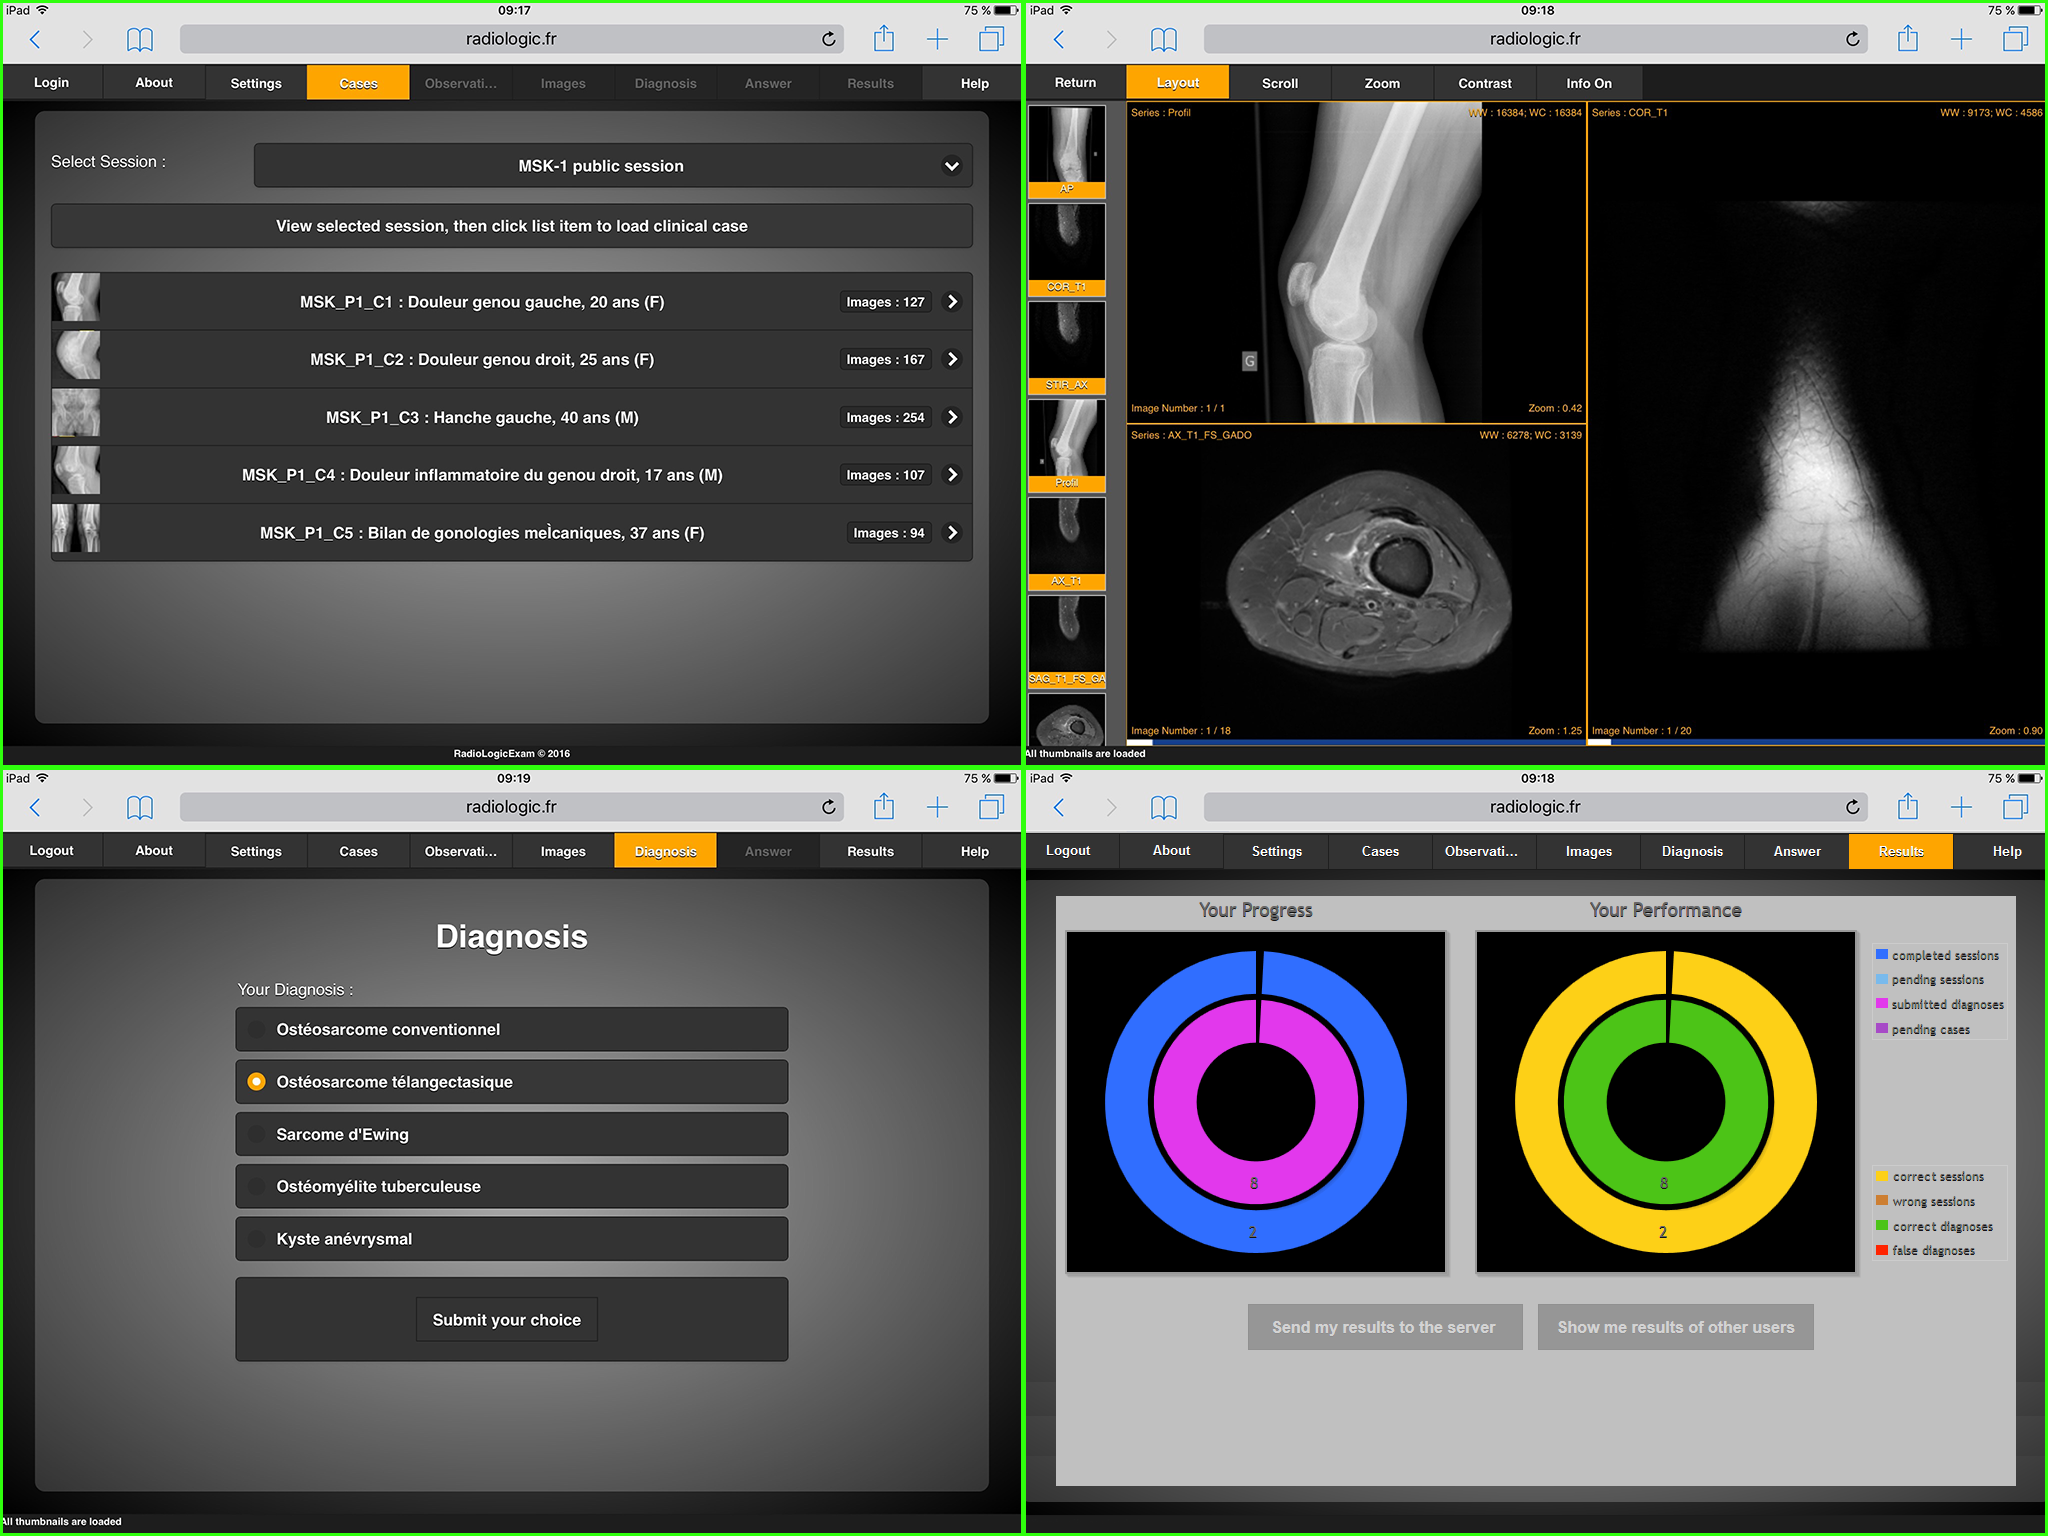 iPad 09:17 75 %
radiologic.fr
Login About Settings Cases Observati... Images Diagnosis Answer Results Help
Select Session : MSK-1 public session
View selected session, then click list item to load clinical case
MSK_P1_C1 : Douleur genou gauche, 20 ans (F) Images : 127
MSK_P1_C2 : Douleur genou droit, 25 ans (F) Images : 167
MSK_P1_C3 : Hanche gauche, 40 ans (M) Images : 254
MSK_P1_C4 : Douleur inflammatoire du genou droit, 17 ans (M) Images : 107
MSK_P1_C5 : Bilan de gonologies mel̀caniques, 37 ans (F) Images : 94
RadioLogicExam © 2016
iPad 09:18 75 %
radiologic.fr
Return Layout Scroll Zoom Contrast Info On
AP
COR_T1
STIR_AX
Profil
AX_T1
SAG_T1_FS_GA
Series : Profil WW : 16384; WC : 16384
G
Image Number : 1 / 1 Zoom : 0.42
Series : AX_T1_FS_GADO WW : 6278; WC : 3139
Image Number : 1 / 18 Zoom : 1.25
Series : COR_T1 WW : 9173; WC : 4586
Image Number : 1 / 20 Zoom : 0.90
All thumbnails are loaded
iPad 09:19 75 %
radiologic.fr
Logout About Settings Cases Observati... Images Diagnosis Answer Results Help
Diagnosis
Your Diagnosis :
Ostéosarcome conventionnel
Ostéosarcome télangectasique
Sarcome d'Ewing
Ostéomyélite tuberculeuse
Kyste anévrysmal
Submit your choice
All thumbnails are loaded
iPad 09:18 75 %
radiologic.fr
Logout About Settings Cases Observati... Images Diagnosis Answer Results Help
Your Progress
8
2
Your Performance
8
2
completed sessions
pending sessions
submitted diagnoses
pending cases
correct sessions
wrong sessions
correct diagnoses
false diagnoses
Send my results to the server
Show me results of other users